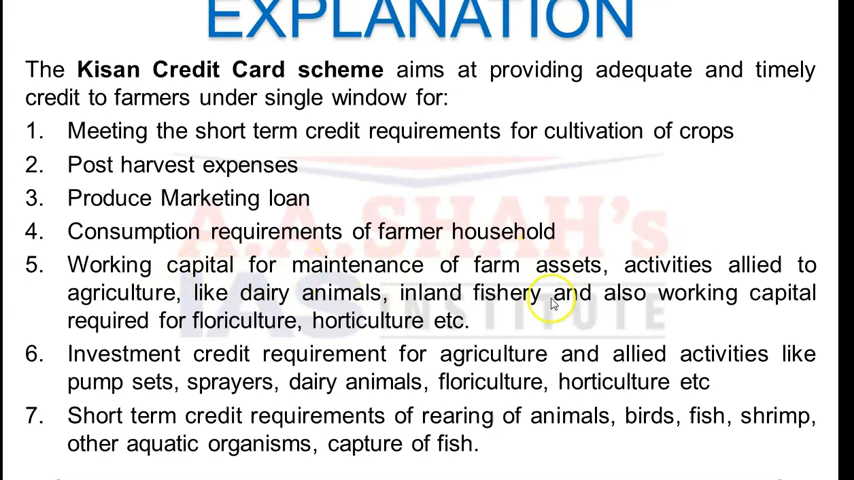 EXPLANATION
The Kisan Credit Card scheme aims at providing adequate and timely
credit to farmers under single window for:
1. Meeting the short term credit requirements for cultivation of crops
2. Post harvest expenses
3. Produce Marketing loan
4. Consumption requirements of farmer household
5. Working capital for maintenance of farm assets, activities allied to
agriculture, like dairy animals, inland fishery and also working capital
required for floriculture, horticulture etc.
6. Investment credit requirement for agriculture and allied activities like
pump sets, sprayers, dairy animals, floriculture, horticulture etc
7. Short term credit requirements of rearing of animals, birds, fish, shrimp,
other aquatic organisms, capture of fish.
A.A.SHAH's
IAS INSTITUTE